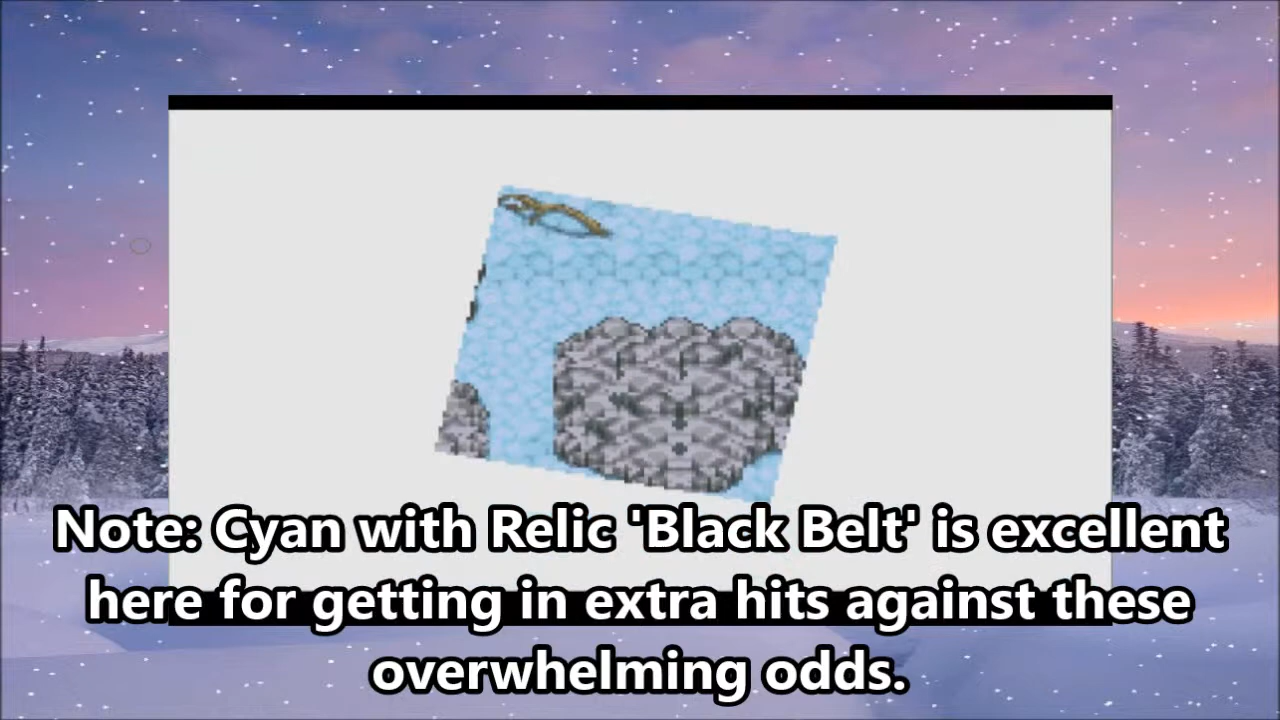 Note: Cyan with Relic 'Black Belt' is excellent
here for getting in extra hits against these
overwhelming odds.